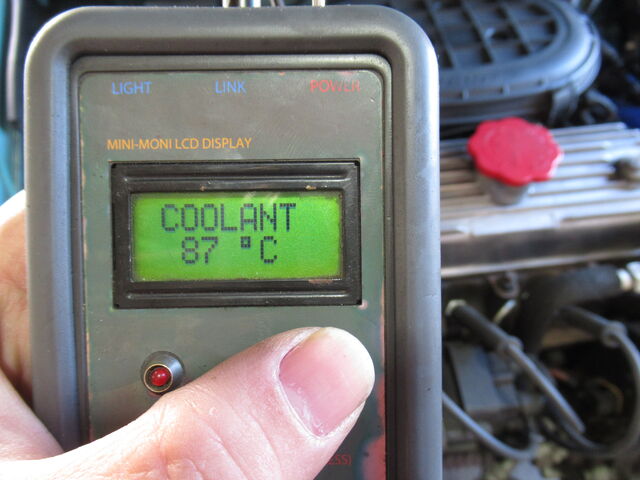 LIGHT LINK POWER
MINI-MONI LCD DISPLAY
COOLANT
87 °C